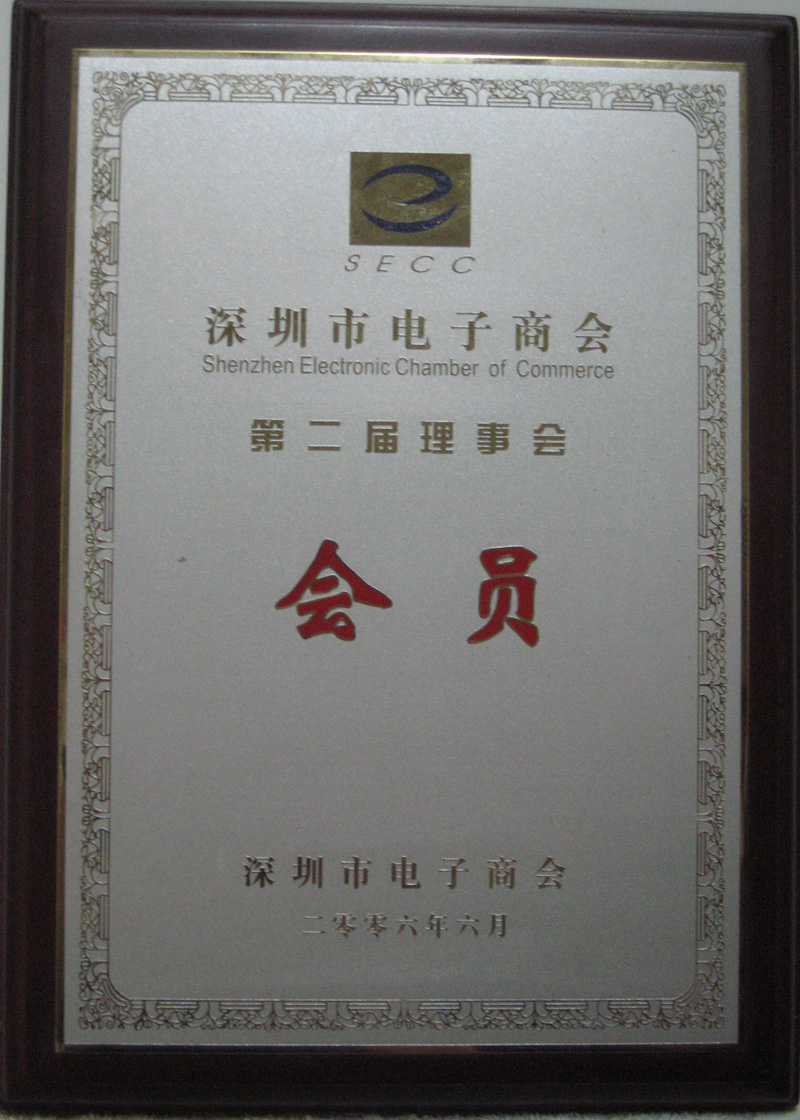 SECC
深圳市电子商会
Shenzhen Electronic Chamber of Commerce
第二届理事会
会员
深圳市电子商会
二零零六年六月